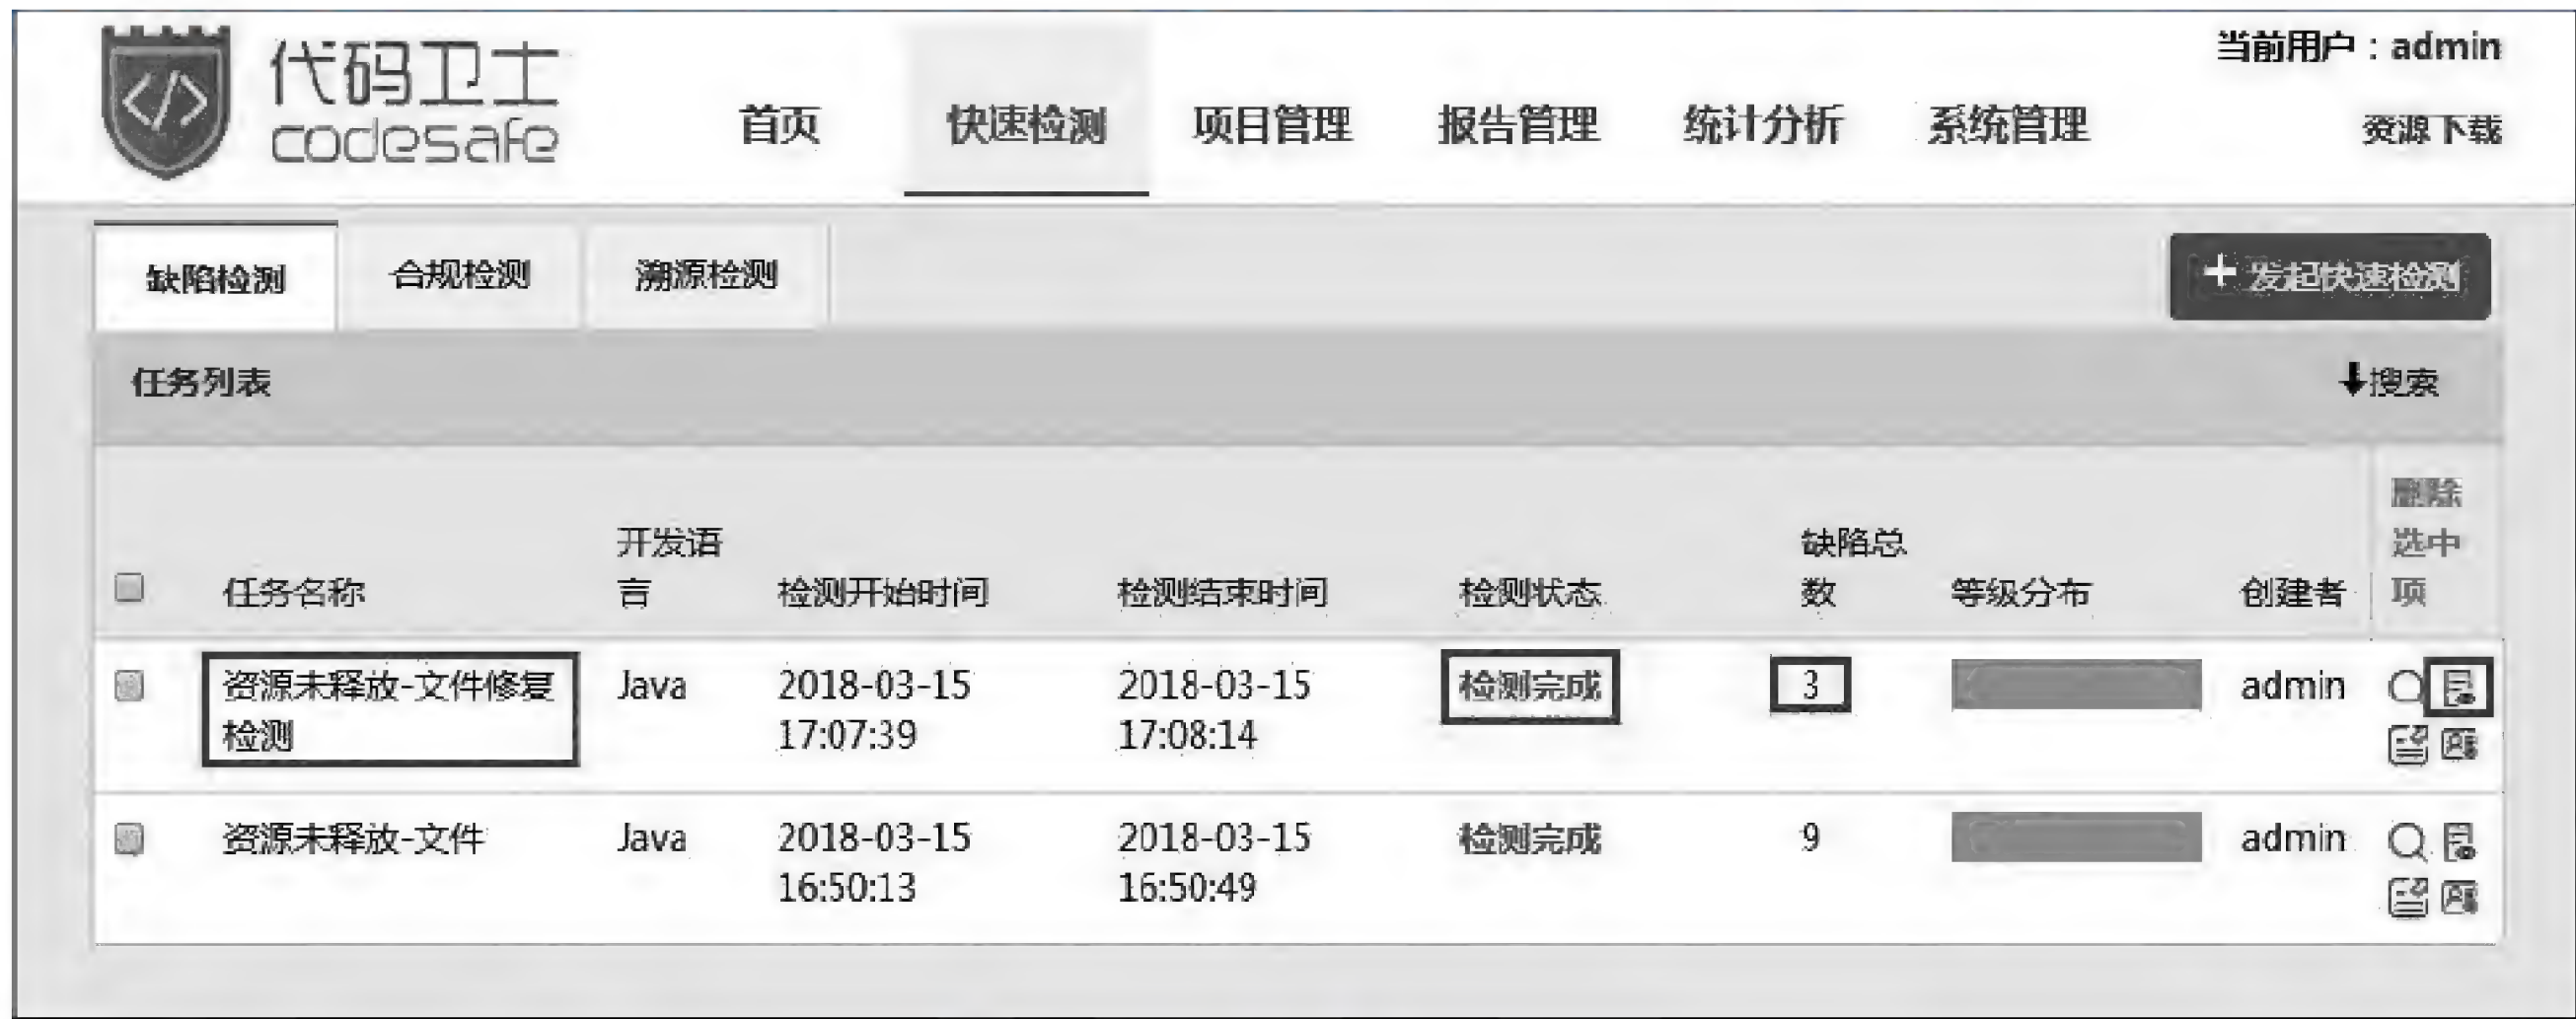 代码卫士
codesafe
当前用户：admin
首页 快速检测 项目管理 报告管理 统计分析 系统管理 资源下载
缺陷检测 合规检测 溯源检测 +发起快速检测
任务列表 搜索
任务名称 开发语言 检测开始时间 检测结束时间 检测状态 缺陷总数 等级分布 创建者 删除选中项
资源未释放-文件修复 Java 2018-03-15 2018-03-15 检测完成 3 admin
检测 17:07:39 17:08:14
资源未释放-文件 Java 2018-03-15 2018-03-15 检测完成 9 admin
16:50:13 16:50:49